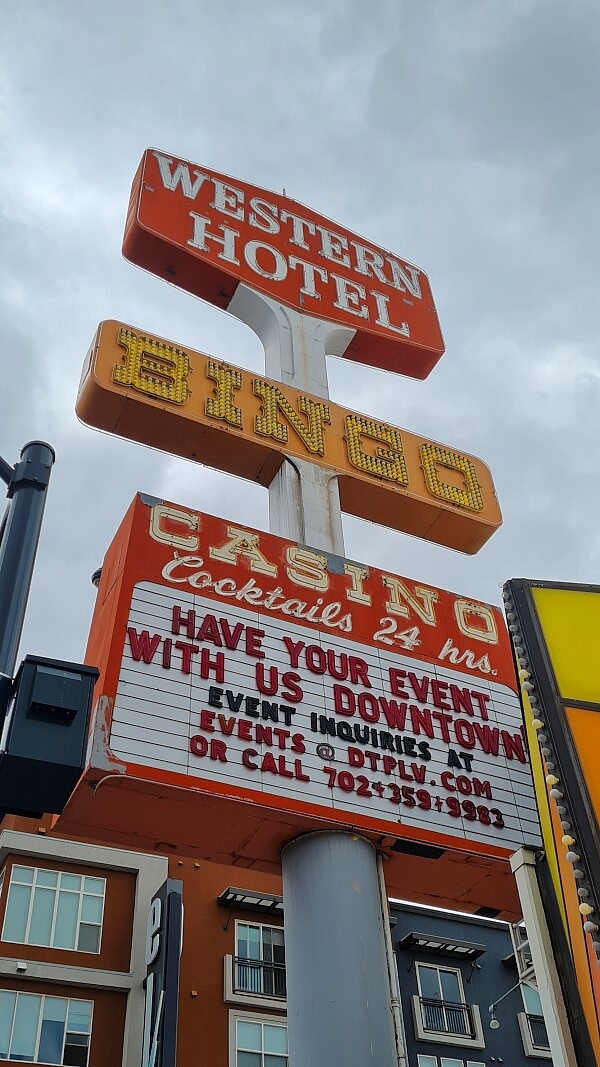 WESTERN
HOTEL
BINGO
CASINO
Cocktails 24 hrs.
HAVE YOUR EVENT
WITH US DOWNTOWN!
EVENT INQUIRIES AT
EVENTS@DTPLV.COM
OR CALL 702*359*9983